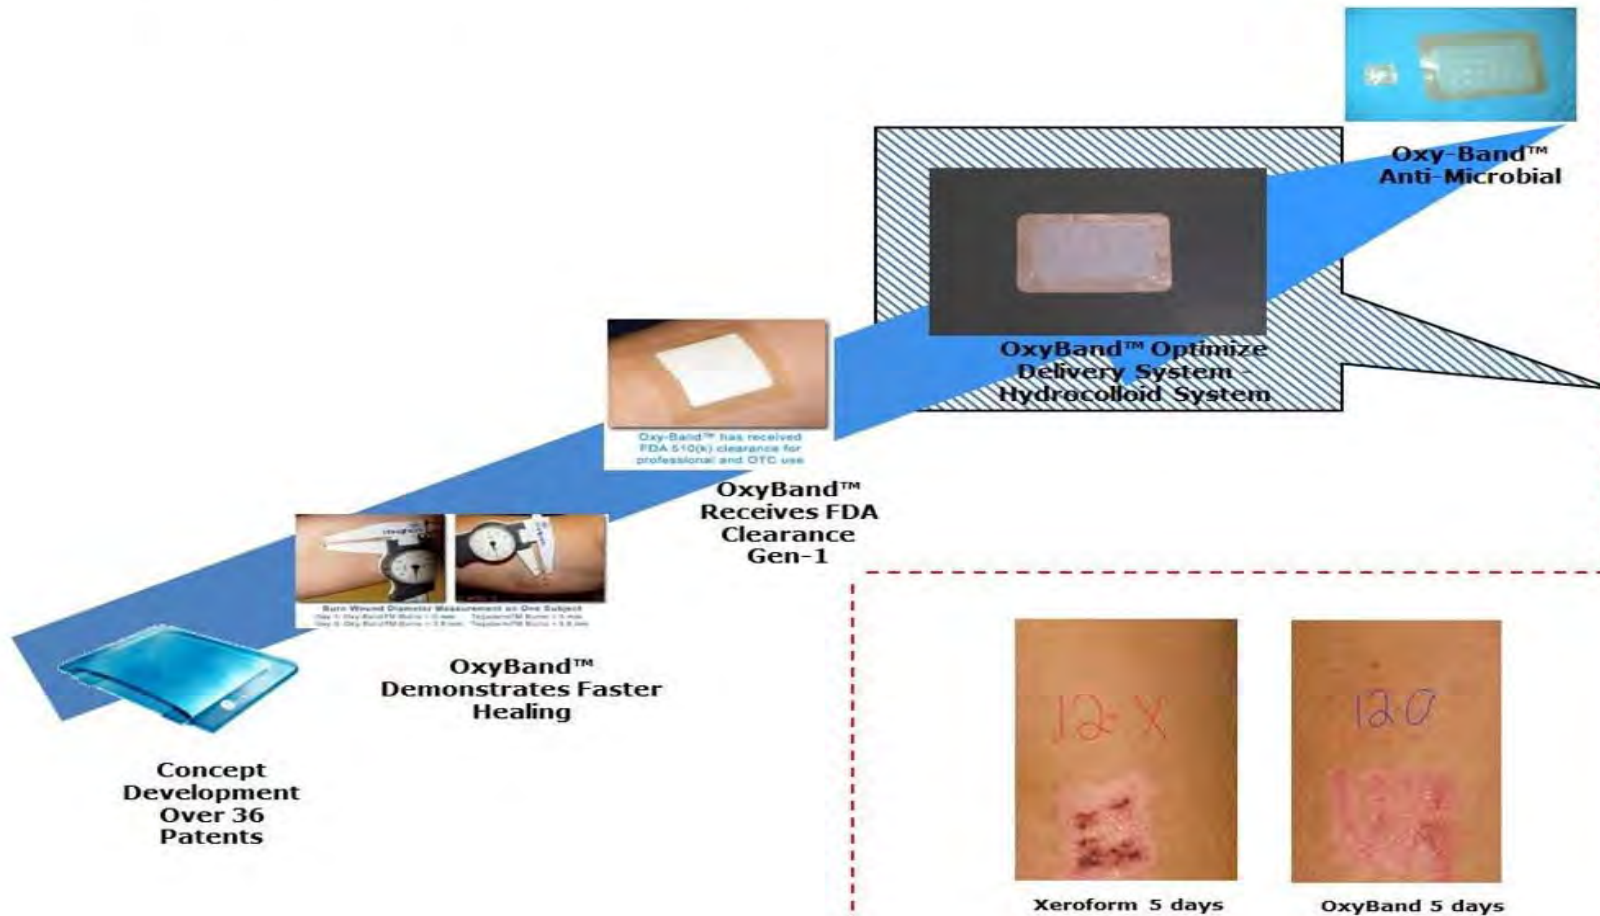 Oxy-Band™
Anti-Microbial
OxyBand™ Optimize
Delivery System -
Hydrocolloid System
Oxy-Band™ has received
FDA 510(k) clearance for
professional and OTC use
OxyBand™
Receives FDA
Clearance
Gen-1
Burn Wound Diameter Measurement on One Subject
OxyBand™
Demonstrates Faster
Healing
Concept
Development
Over 36
Patents
12-X
120
Xeroform 5 days
OxyBand 5 days